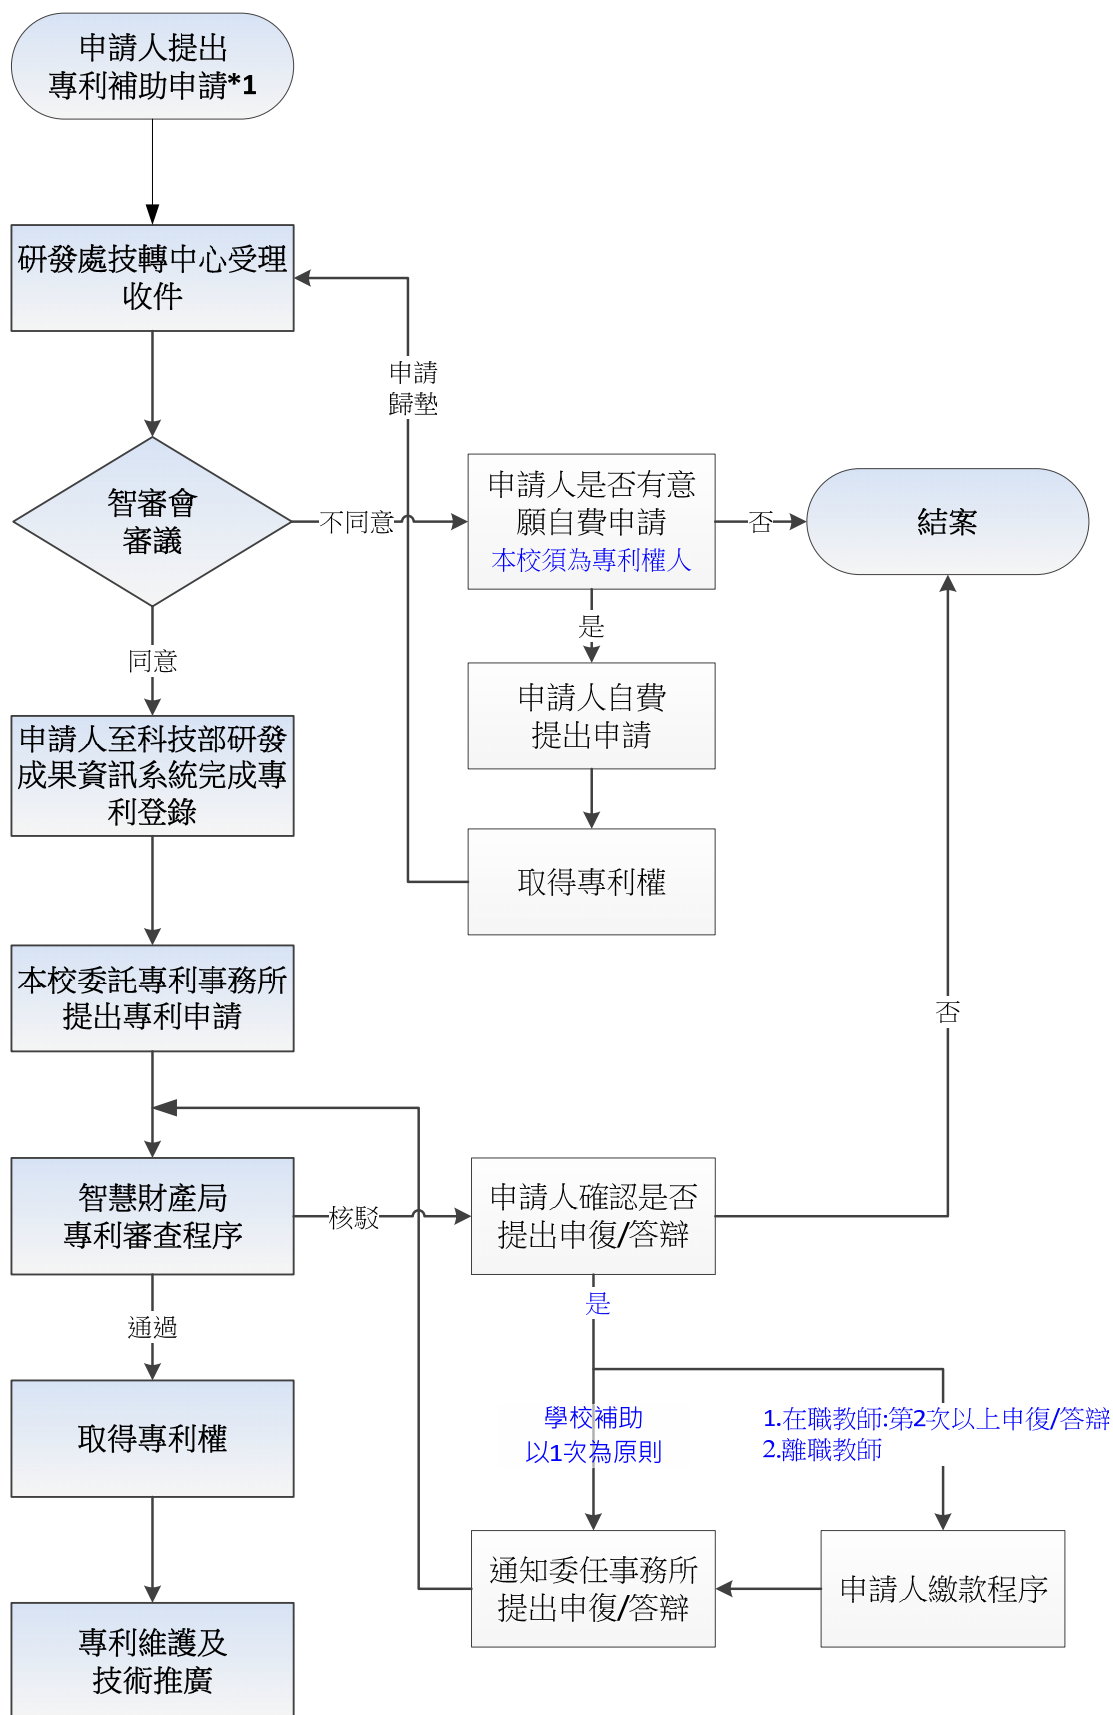 申請人提出
專利補助申請*1
研發處技轉中心受理
收件
申請
歸墊
智審會
審議
不同意
申請人是否有意
願自費申請
本校須為專利權人
否
結案
同意
是
申請人至科技部研發
成果資訊系統完成專
利登錄
申請人自費
提出申請
取得專利權
本校委託專利事務所
提出專利申請
否
智慧財產局
專利審查程序
核駁
申請人確認是否
提出申復/答辯
通過
是
取得專利權
學校補助
以1次為原則
1.在職教師:第2次以上申復/答辯
2.離職教師
通知委任事務所
提出申復/答辯
申請人繳款程序
專利維護及
技術推廣